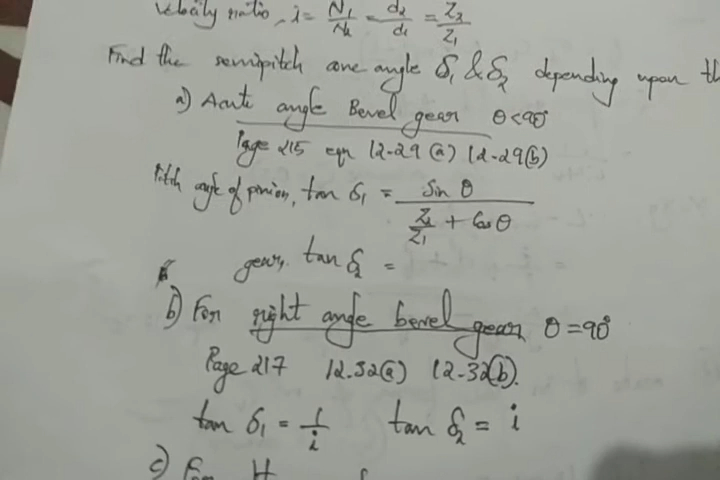 Velocity ratio, i = N1/N2 = d2/d1 = Z2/Z1
Find the semipitch cone angle δ1 & δ2 depending upon
a) Acute angle Bevel gear θ<90°
Page 215 eqn 12-29(a) 12-29(b)
Pitch angle of pinion, tan δ1 = Sin θ / (Z2/Z1 + Cos θ)
gear, tan δ2 =
b) For right angle bevel gear θ=90°
Page 217 12.32(a) 12-32(b).
tan δ1 = 1/i tan δ2 = i
c) For